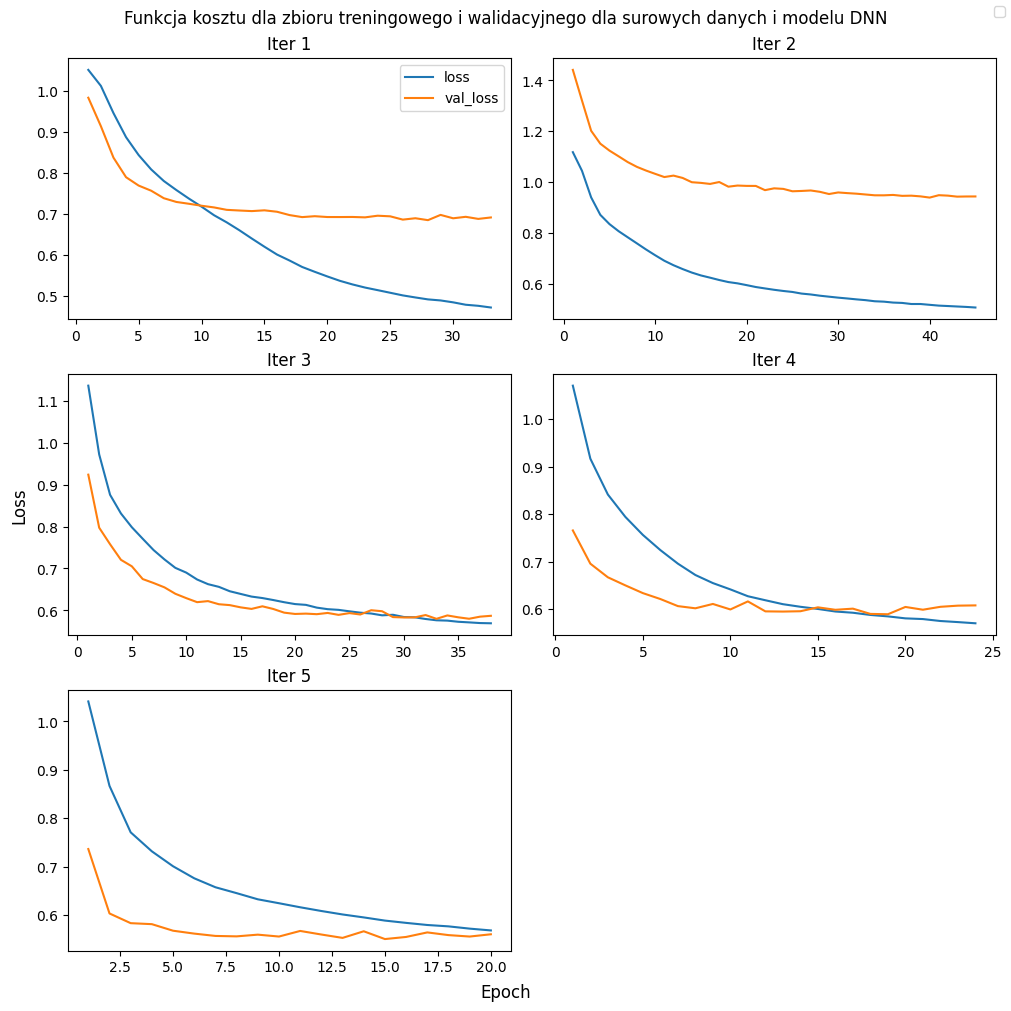 Funkcja kosztu dla zbioru treningowego i walidacyjnego dla surowych danych i modelu DNN
Iter 1
loss
val_loss
1.0
0.9
0.8
0.7
0.6
0.5
0 5 10 15 20 25 30
Iter 2
1.4
1.2
1.0
0.8
0.6
0 10 20 30 40
Iter 3
1.1
1.0
0.9
0.8
0.7
0.6
0 5 10 15 20 25 30 35
Iter 4
1.0
0.9
0.8
0.7
0.6
0 5 10 15 20 25
Loss
Iter 5
1.0
0.9
0.8
0.7
0.6
2.5 5.0 7.5 10.0 12.5 15.0 17.5 20.0
Epoch